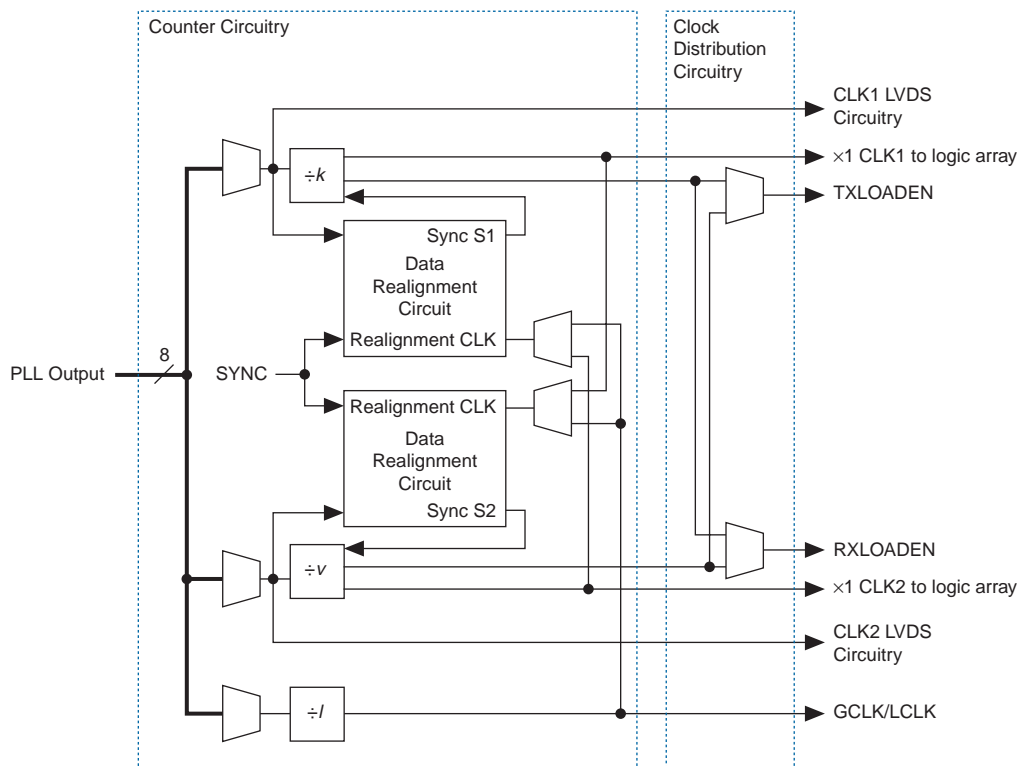 Counter Circuitry
Clock
Distribution
Circuitry
CLK1 LVDS
Circuitry
×1 CLK1 to logic array
÷k
TXLOADEN
Sync S1
Data
Realignment
Circuit
Realignment CLK
8
PLL Output
SYNC
Realignment CLK
Data
Realignment
Circuit
Sync S2
RXLOADEN
÷v
×1 CLK2 to logic array
CLK2 LVDS
Circuitry
÷l
GCLK/LCLK